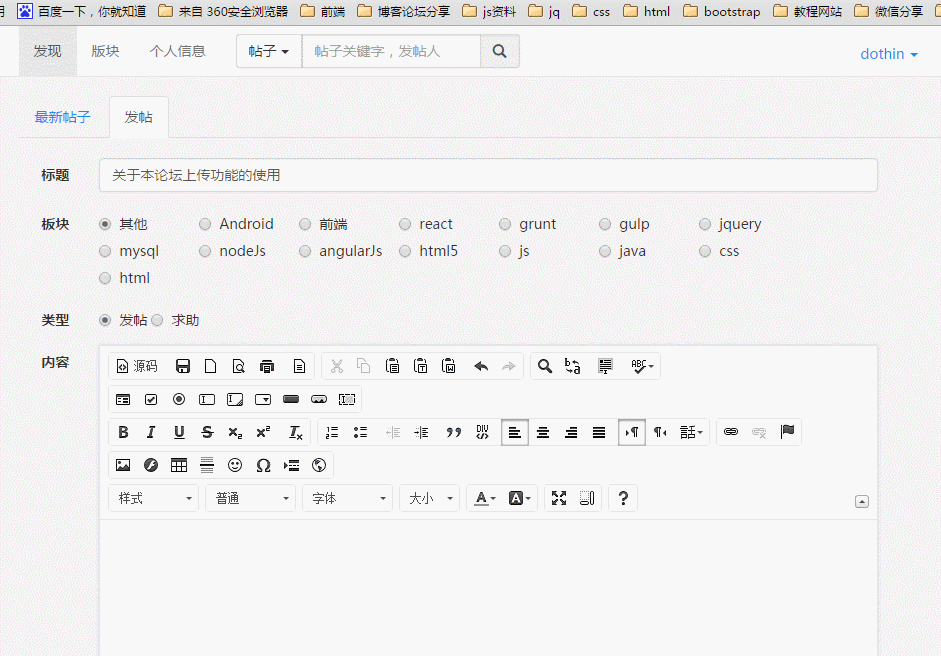 百度一下，你就知道 来自 360安全浏览器 前端 博客论坛分享 js资料 jq css html bootstrap 教程网站 微信分享
发现 版块 个人信息 帖子 帖子关键字，发帖人 dothin
最新帖子 发帖
标题 关于本论坛上传功能的使用
板块 其他 Android 前端 react grunt gulp jquery
mysql nodeJs angularJs html5 js java css
html
类型 发帖 求助
内容 源码
样式 普通 字体 大小